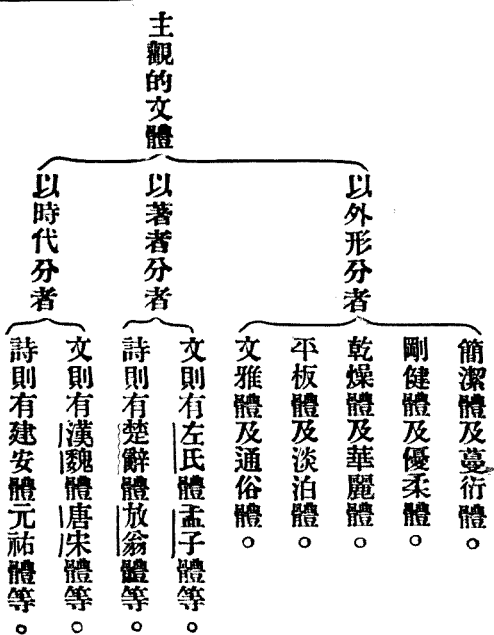 主觀的文體
以外形分者
簡潔體及蔓衍體。
剛健體及優柔體。
乾燥體及華麗體。
平板體及淡泊體。
文雅體及通俗體。
以著者分者
文則有左氏體孟子體等。
詩則有楚辭體放翁體等。
以時代分者
文則有漢魏體唐宋體等。
詩則有建安體元祐體等。